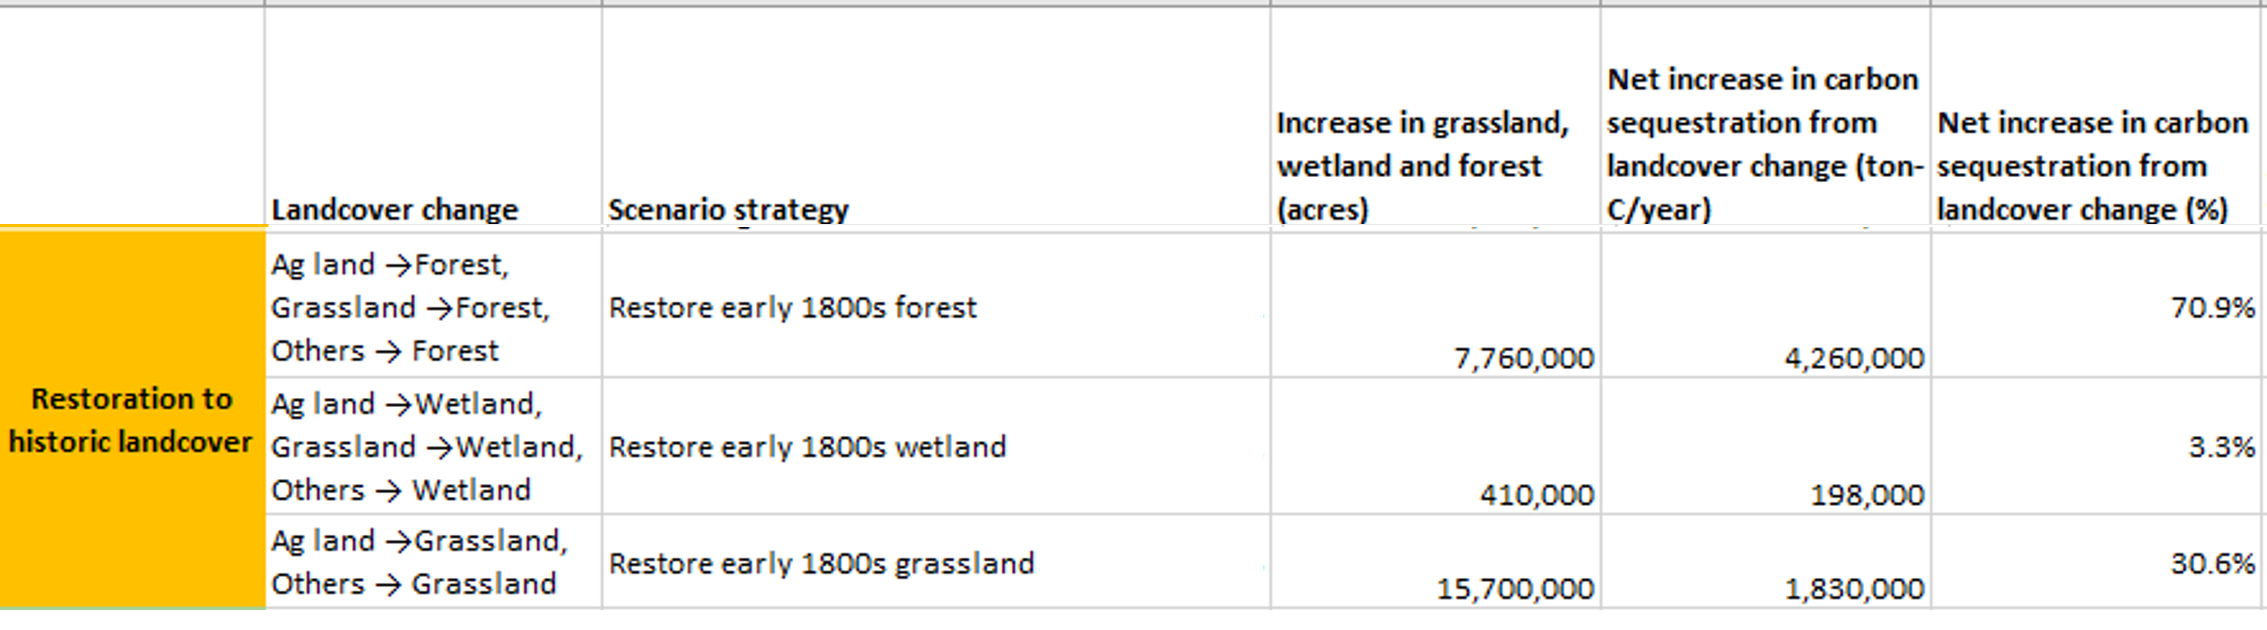 Landcover change
Scenario strategy
Increase in grassland,
wetland and forest
(acres)
Net increase in carbon
sequestration from
landcover change (ton-
C/year)
Net increase in carbon
sequestration from
landcover change (%)
Restoration to
historic landcover
Ag land →Forest,
Grassland →Forest,
Others → Forest
Restore early 1800s forest
7,760,000
4,260,000
70.9%
Ag land →Wetland,
Grassland →Wetland,
Others → Wetland
Restore early 1800s wetland
410,000
198,000
3.3%
Ag land →Grassland,
Others → Grassland
Restore early 1800s grassland
15,700,000
1,830,000
30.6%